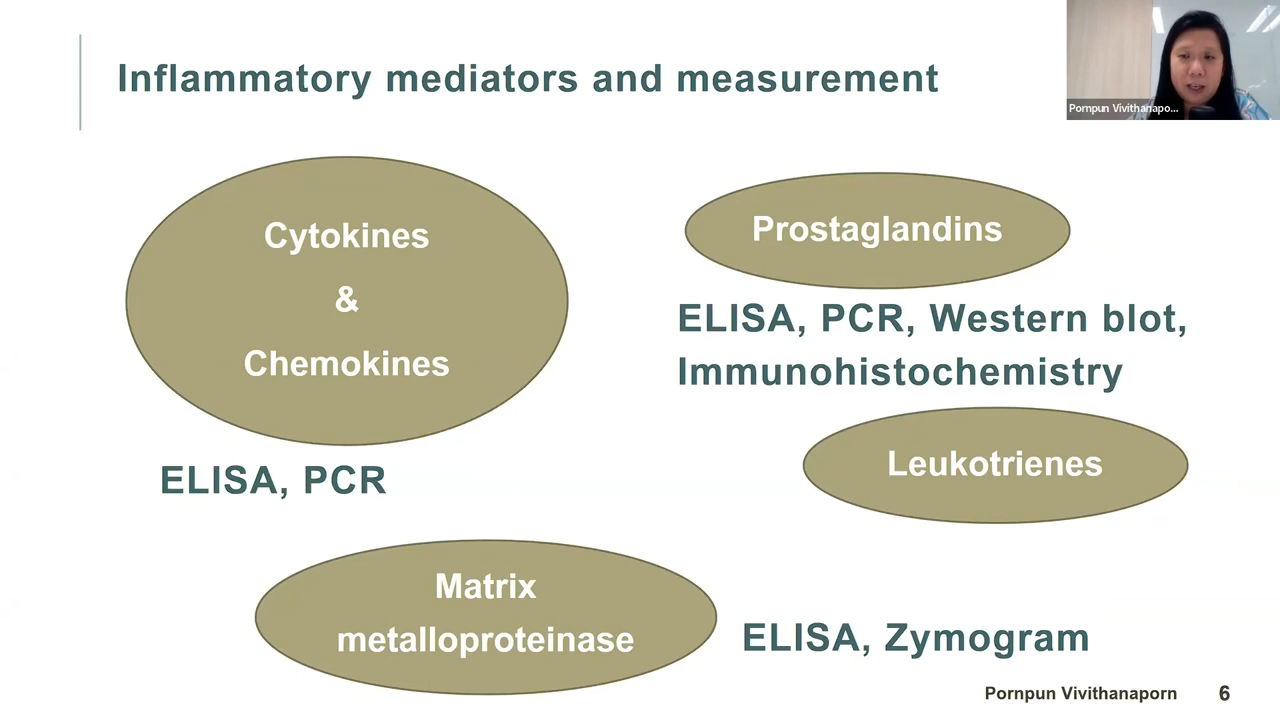 Inflammatory mediators and measurement
Pornpun Vivithanapo...
Cytokines
&
Chemokines
ELISA, PCR
Prostaglandins
ELISA, PCR, Western blot,
Immunohistochemistry
Leukotrienes
Matrix
metalloproteinase
ELISA, Zymogram
Pornpun Vivithanaporn
6